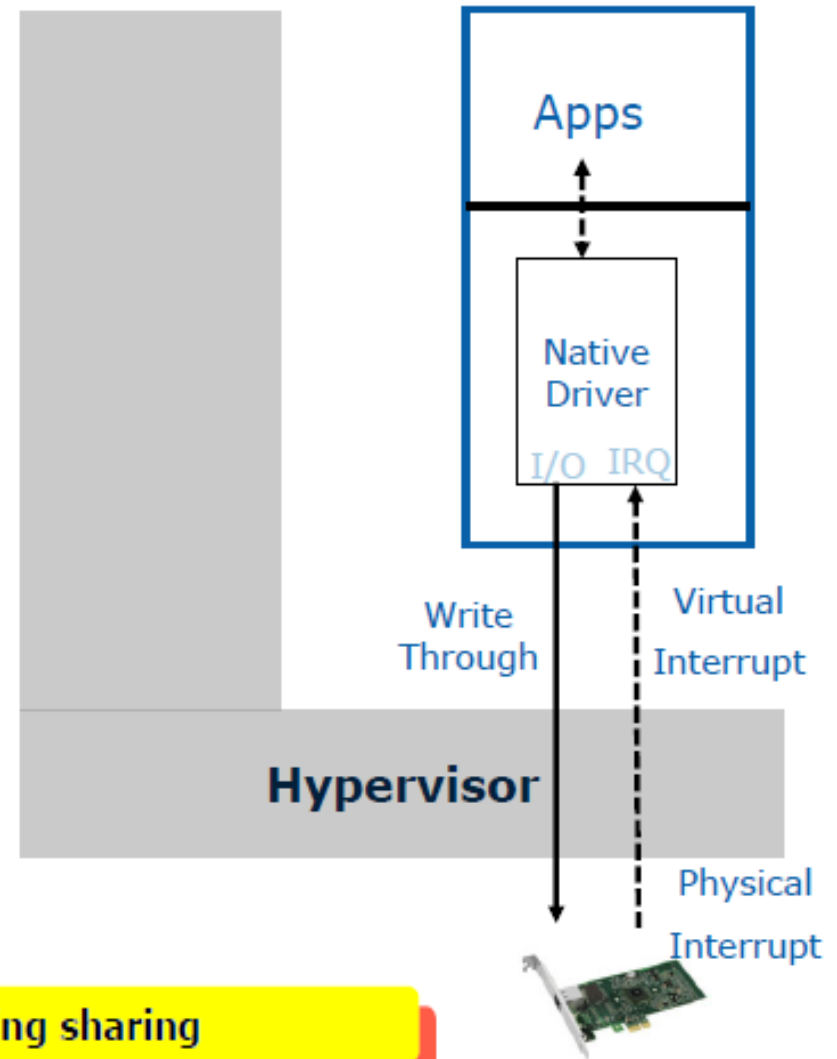 Apps
Native
Driver
I/O IRQ
Write
Through
Virtual
Interrupt
Hypervisor
Physical
Interrupt
ng sharing